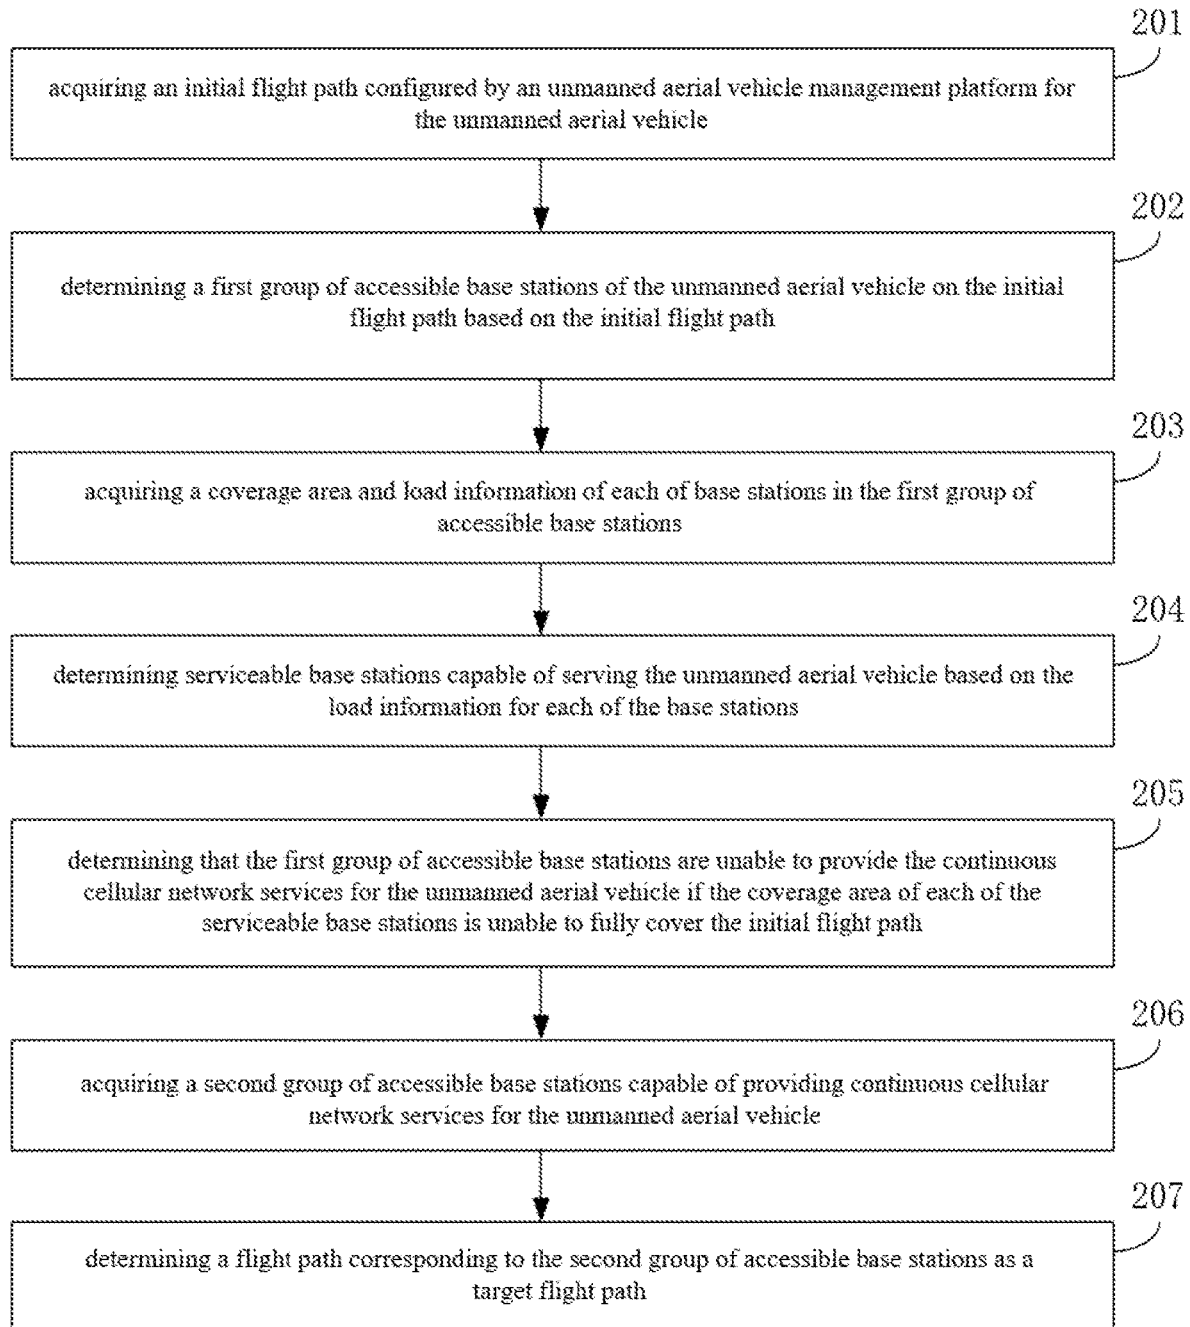 201
acquiring an initial flight path configured by an unmanned aerial vehicle management platform for
the unmanned aerial vehicle
202
determining a first group of accessible base stations of the unmanned aerial vehicle on the initial
flight path based on the initial flight path
203
acquiring a coverage area and load information of each of base stations in the first group of
accessible base stations
204
determining serviceable base stations capable of serving the unmanned aerial vehicle based on the
load information for each of the base stations
205
determining that the first group of accessible base stations are unable to provide the continuous
cellular network services for the unmanned aerial vehicle if the coverage area of each of the
serviceable base stations is unable to fully cover the initial flight path
206
acquiring a second group of accessible base stations capable of providing continuous cellular
network services for the unmanned aerial vehicle
207
determining a flight path corresponding to the second group of accessible base stations as a
target flight path